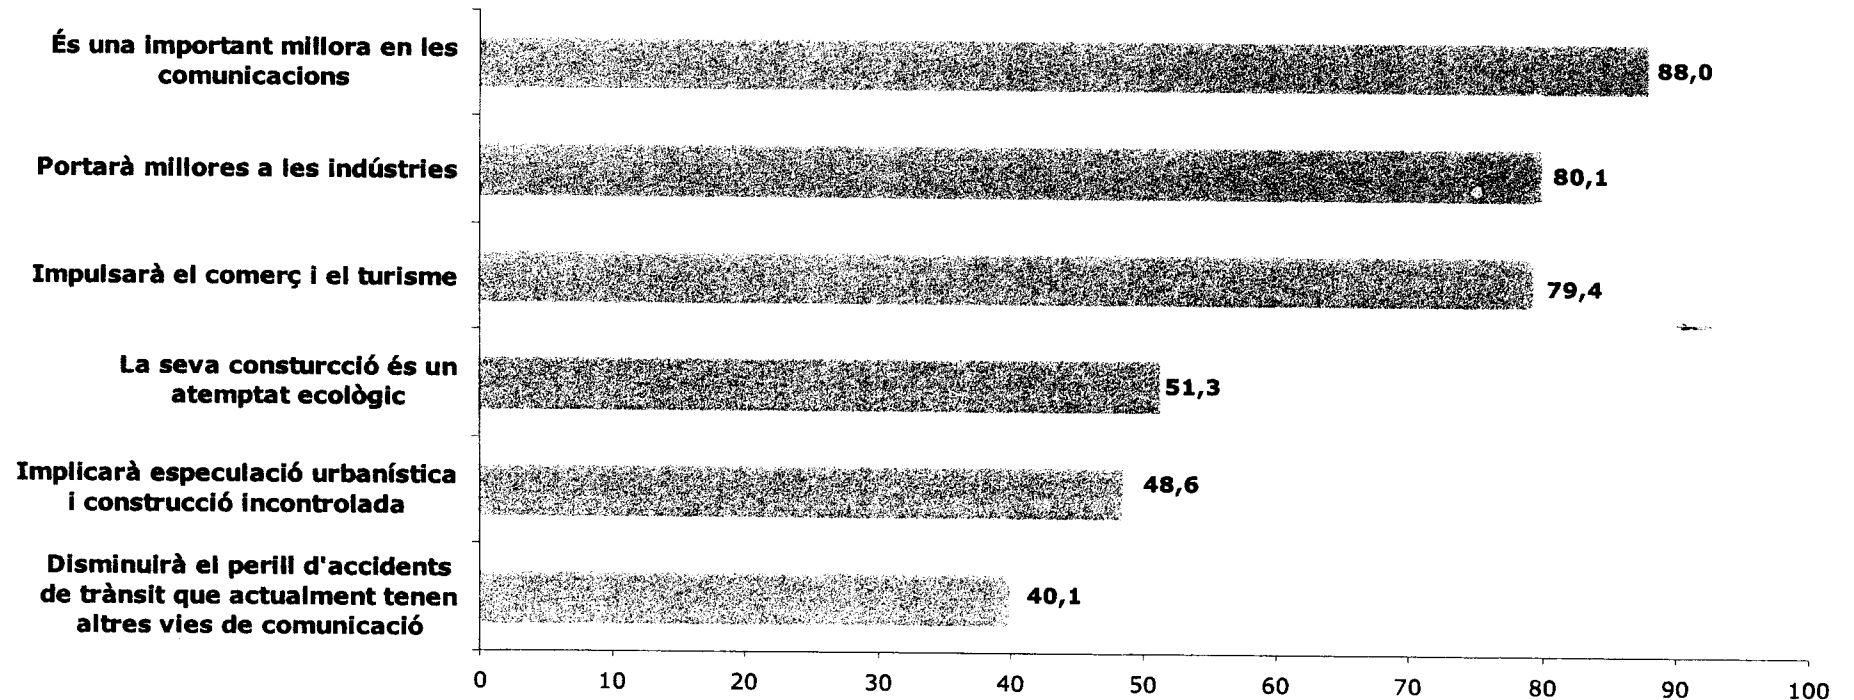 És una important millora en les
comunicacions
88,0
Portarà millores a les indústries
80,1
Impulsarà el comerç i el turisme
79,4
La seva consturcció és un
atemptat ecològic
51,3
Implicarà especulació urbanística
i construcció incontrolada
48,6
Disminuirà el perill d'accidents
de trànsit que actualment tenen
altres vies de comunicació
40,1
0 10 20 30 40 50 60 70 80 90 100